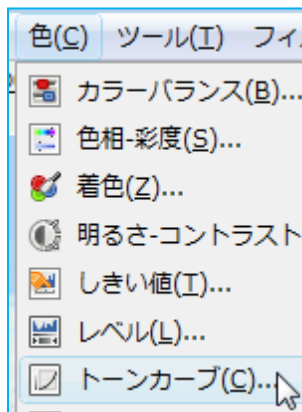 色(C) ツール(T) フィ
カラーバランス(B)...
色相-彩度(S)...
着色(Z)...
明るさ-コントラスト
しきい値(T)...
レベル(L)...
トーンカーブ(C)...